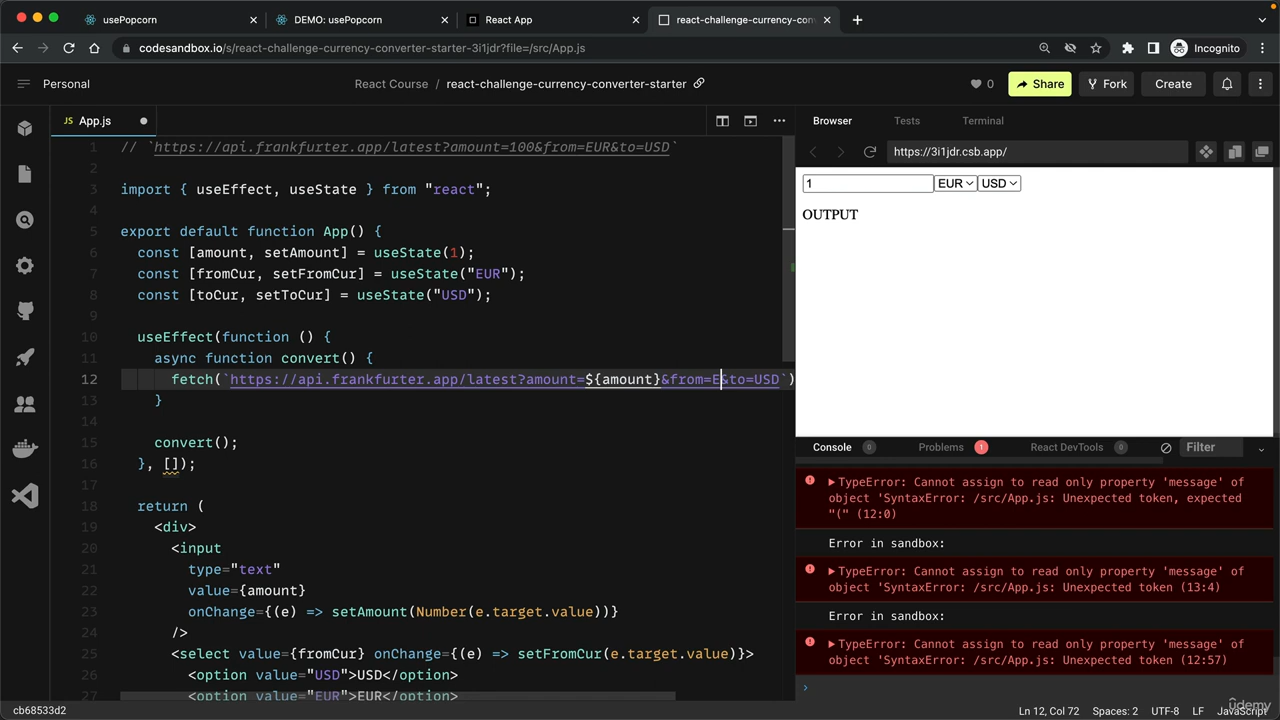 usePopcorn
DEMO: usePopcorn
React App
react-challenge-currency-con
codesandbox.io/s/react-challenge-currency-converter-starter-3i1jdr?file=/src/App.js
Incognito
Personal
React Course / react-challenge-currency-converter-starter
0
Share
Fork
Create
JS App.js
1 // `https://api.frankfurter.app/latest?amount=100&from=EUR&to=USD`
2
3 import { useEffect, useState } from "react";
4
5 export default function App() {
6 const [amount, setAmount] = useState(1);
7 const [fromCur, setFromCur] = useState("EUR");
8 const [toCur, setToCur] = useState("USD");
9
10 useEffect(function () {
11 async function convert() {
12 fetch(`https://api.frankfurter.app/latest?amount=${amount}&from=E&to=USD`)
13 }
14
15 convert();
16 }, []);
17
18 return (
19 <div>
20 <input
21 type="text"
22 value={amount}
23 onChange={(e) => setAmount(Number(e.target.value))}
24 />
25 <select value={fromCur} onChange={(e) => setFromCur(e.target.value)}>
26 <option value="USD">USD</option>
27 <option value="EUR">EUR</option>
Browser
Tests
Terminal
https://3i1jdr.csb.app/
1
EUR
USD
OUTPUT
Console 0
Problems 1
React DevTools 0
Filter
▶TypeError: Cannot assign to read only property 'message' of
object 'SyntaxError: /src/App.js: Unexpected token, expected
"(" (12:0)
Error in sandbox:
▶TypeError: Cannot assign to read only property 'message' of
object 'SyntaxError: /src/App.js: Unexpected token (13:4)
Error in sandbox:
▶TypeError: Cannot assign to read only property 'message' of
object 'SyntaxError: /src/App.js: Unexpected token (12:57)
›
cb68533d2
Ln 12, Col 72
Spaces: 2
UTF-8
LF
JavaScript
ûdemy